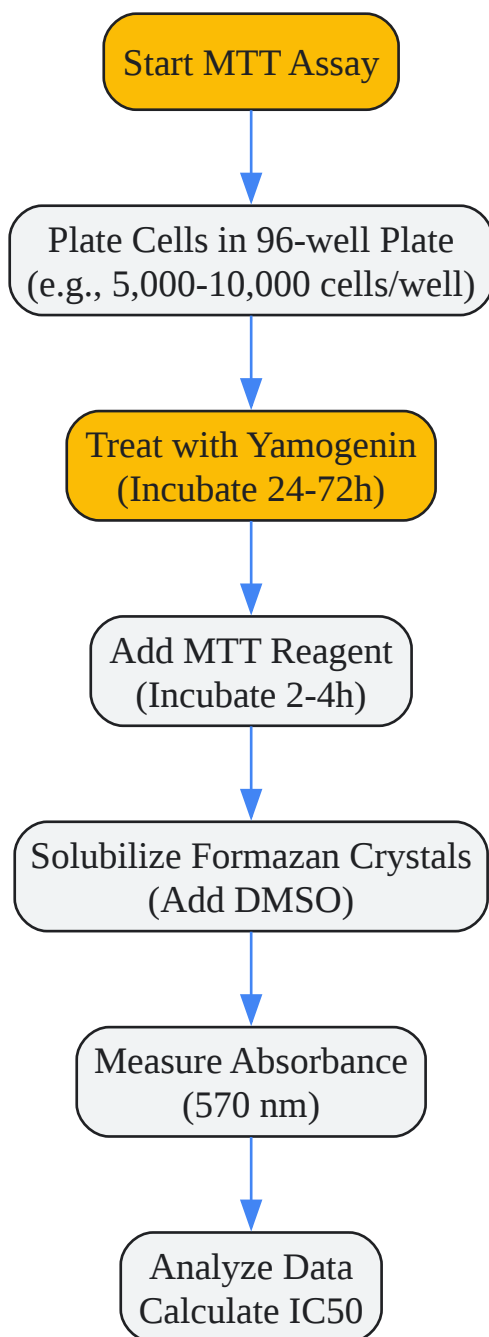 Start MTT Assay
Plate Cells in 96-well Plate
(e.g., 5,000-10,000 cells/well)
Treat with Yamogenin
(Incubate 24-72h)
Add MTT Reagent
(Incubate 2-4h)
Solubilize Formazan Crystals
(Add DMSO)
Measure Absorbance
(570 nm)
Analyze Data
Calculate IC50